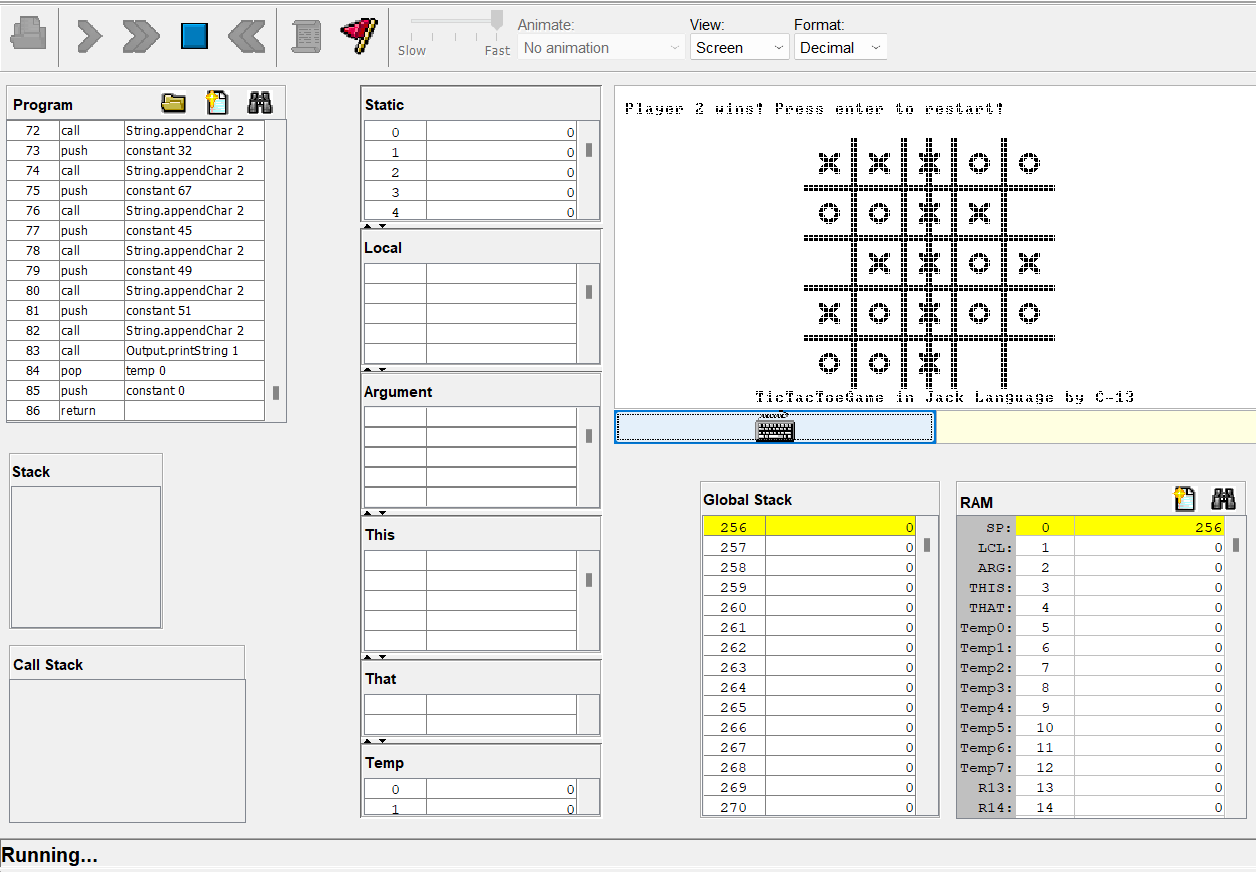 Slow Fast
Animate:
No animation
View:
Screen
Format:
Decimal
Program
72 call String.appendChar 2
73 push constant 32
74 call String.appendChar 2
75 push constant 67
76 call String.appendChar 2
77 push constant 45
78 call String.appendChar 2
79 push constant 49
80 call String.appendChar 2
81 push constant 51
82 call String.appendChar 2
83 call Output.printString 1
84 pop temp 0
85 push constant 0
86 return
Stack
Call Stack
Static
0 0
1 0
2 0
3 0
4 0
Local
Argument
This
That
Temp
0 0
1 0
Player 2 wins! Press enter to restart!
X X X O O
O O X X
X X O X
X O X O O
O O X
TicTacToeGame in Jack Language by C-13
Global Stack
256 0
257 0
258 0
259 0
260 0
261 0
262 0
263 0
264 0
265 0
266 0
267 0
268 0
269 0
270 0
RAM
SP: 0 256
LCL: 1 0
ARG: 2 0
THIS: 3 0
THAT: 4 0
Temp0: 5 0
Temp1: 6 0
Temp2: 7 0
Temp3: 8 0
Temp4: 9 0
Temp5: 10 0
Temp6: 11 0
Temp7: 12 0
R13: 13 0
R14: 14 0
Running...